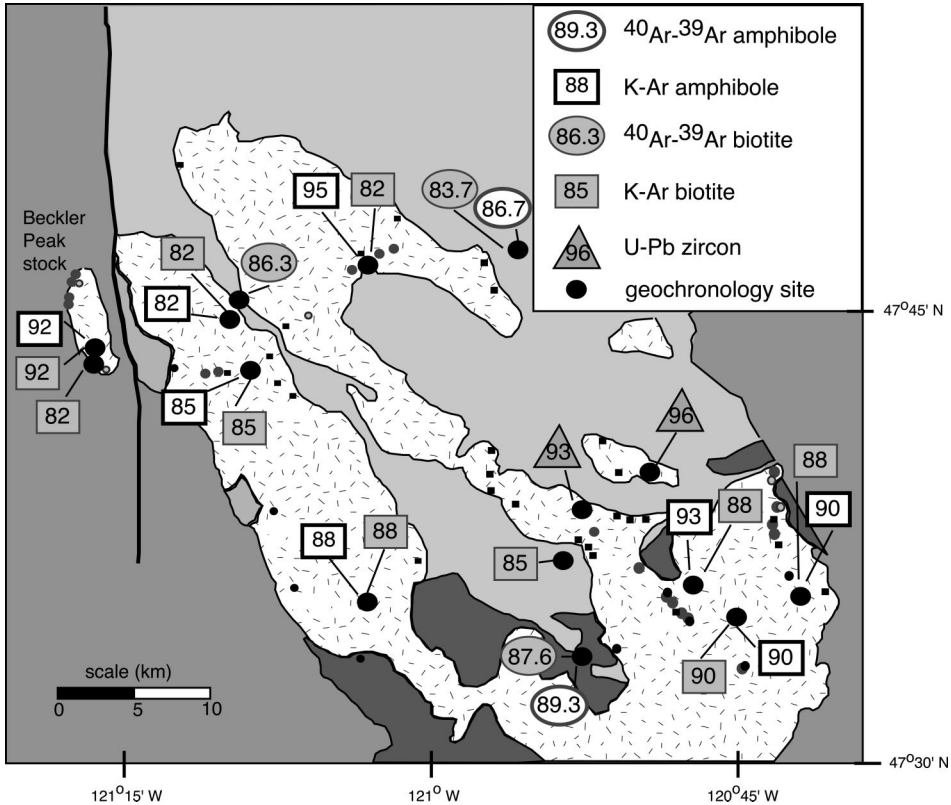 89.3 ⁴⁰Ar-³⁹Ar amphibole
88 K-Ar amphibole
86.3 ⁴⁰Ar-³⁹Ar biotite
85 K-Ar biotite
96 U-Pb zircon
geochronology site
95
82
83.7
86.7
Beckler
Peak
stock
82
86.3
82
47°45' N
92
92
82
85
85
96
93
88
88
93
88
90
88
85
87.6
90
90
89.3
scale (km)
0 5 10
47°30' N
121°15' W
121° W
120°45' W